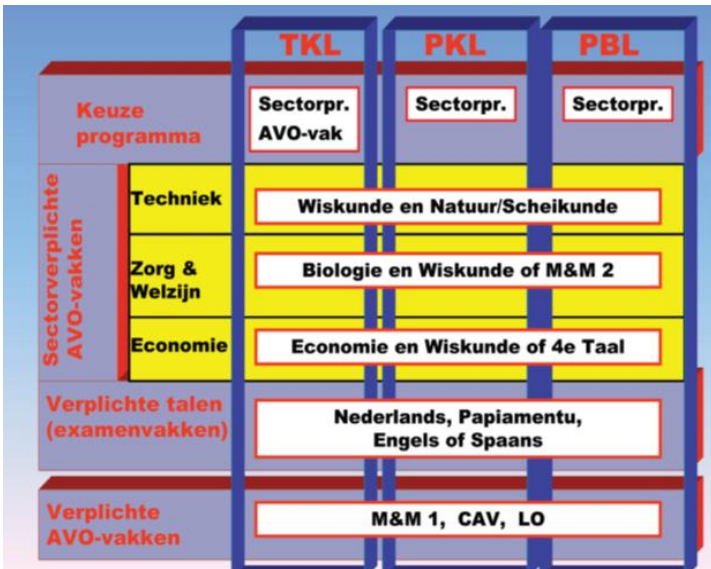 TKL PKL PBL
Keuze
programma
Sectorpr.
AVO-vak
Sectorpr.
Sectorpr.
Sectorverplichte
AVO-vakken
Techniek
Wiskunde en Natuur/Scheikunde
Zorg &
Welzijn
Biologie en Wiskunde of M&M 2
Economie
Economie en Wiskunde of 4e Taal
Verplichte talen
(examenvakken)
Nederlands, Papiamentu,
Engels of Spaans
Verplichte
AVO-vakken
M&M 1, CAV, LO